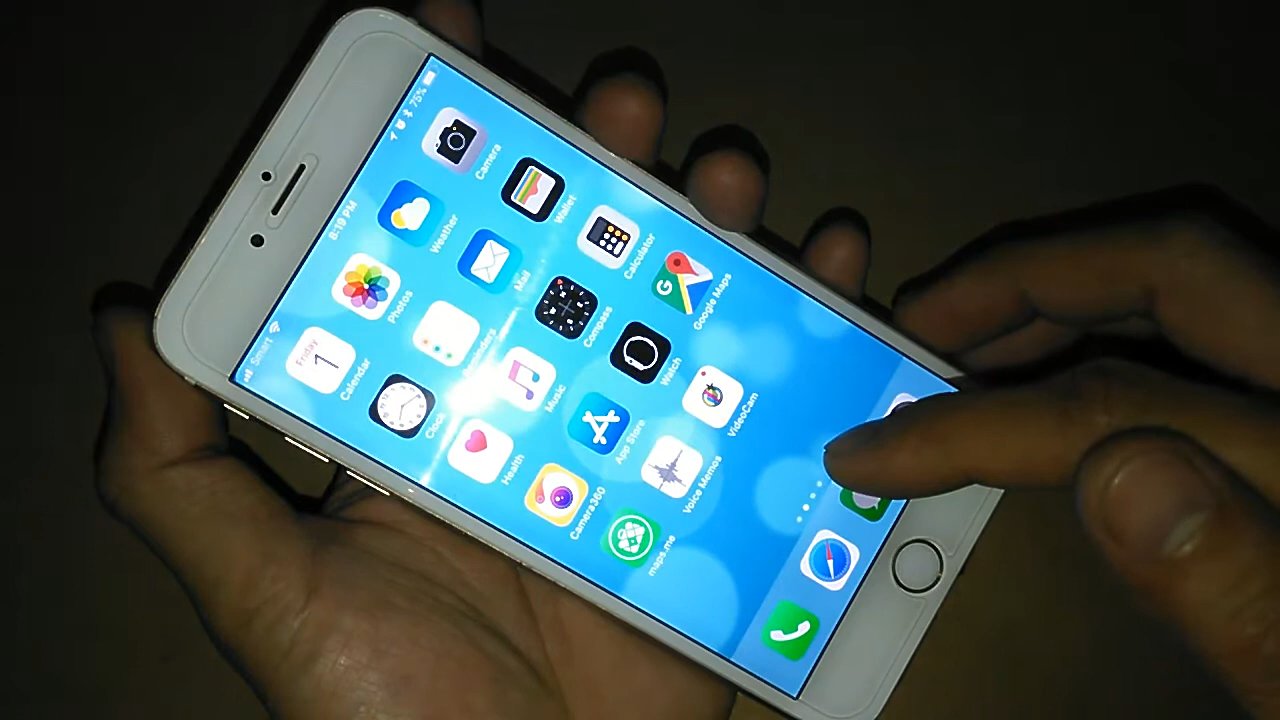 Smart 8:19 PM 75%
Friday
1
Calendar Photos Weather Camera
Clock Reminders Mail Wallet
Health Music Compass Calculator
Camera360 App Store Watch Google Maps
maps.me Voice Memos VideoCam